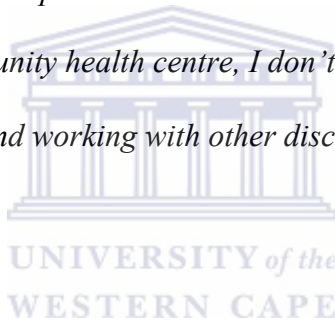 unity health centre, I don't
nd working with other disc
UNIVERSITY of the
WESTERN CAPE